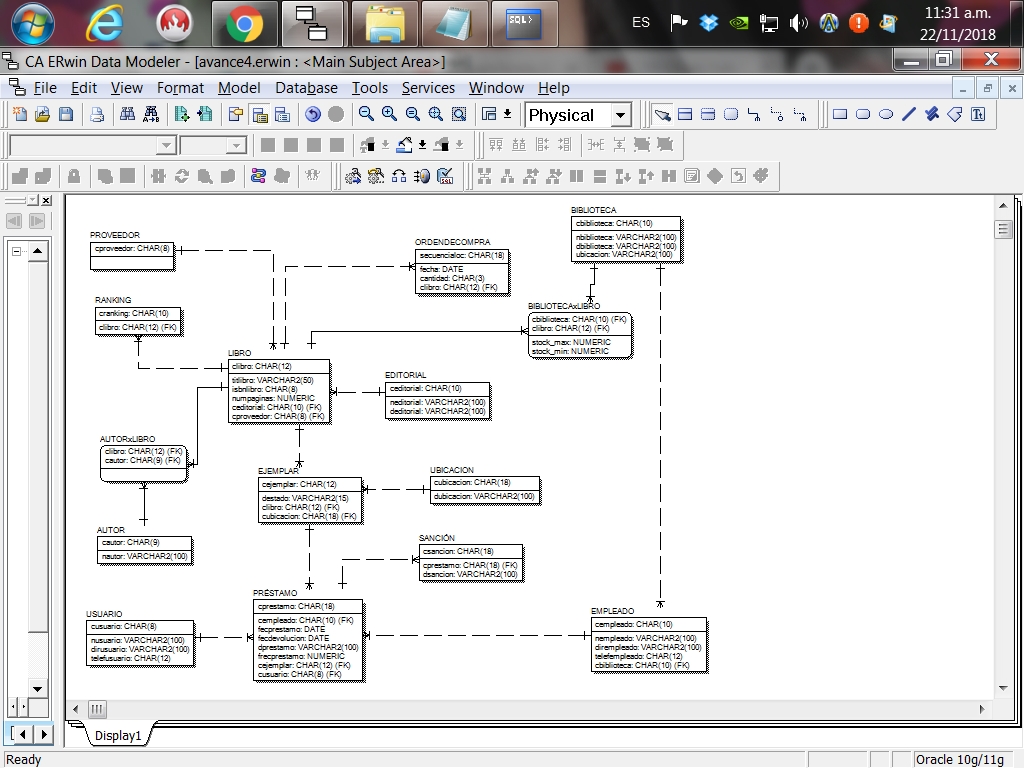 SQL>
ES
11:31 a.m.
22/11/2018
CA ERwin Data Modeler - [avance4.erwin : <Main Subject Area>]
File Edit View Format Model Database Tools Services Window Help
Physical
BIBLIOTECA
cbiblioteca: CHAR(10)
nbiblioteca: VARCHAR2(100)
dbiblioteca: VARCHAR2(100)
ubicacion: VARCHAR2(100)
PROVEEDOR
cproveedor: CHAR(8)
ORDENDECOMPRA
secuencialoc: CHAR(18)
fecha: DATE
cantidad: CHAR(3)
clibro: CHAR(12) (FK)
RANKING
cranking: CHAR(10)
clibro: CHAR(12) (FK)
BIBLIOTECAxLIBRO
cbiblioteca: CHAR(10) (FK)
clibro: CHAR(12) (FK)
stock_max: NUMERIC
stock_min: NUMERIC
LIBRO
clibro: CHAR(12)
titlibro: VARCHAR2(50)
isbnlibro: CHAR(8)
numpaginas: NUMERIC
ceditorial: CHAR(10) (FK)
cproveedor: CHAR(8) (FK)
EDITORIAL
ceditorial: CHAR(10)
neditorial: VARCHAR2(100)
deditorial: VARCHAR2(100)
AUTORxLIBRO
clibro: CHAR(12) (FK)
cautor: CHAR(9) (FK)
EJEMPLAR
cejemplar: CHAR(12)
destado: VARCHAR2(15)
clibro: CHAR(12) (FK)
cubicacion: CHAR(18) (FK)
UBICACION
cubicacion: CHAR(18)
dubicacion: VARCHAR2(100)
AUTOR
cautor: CHAR(9)
nautor: VARCHAR2(100)
SANCIÓN
csancion: CHAR(18)
cprestamo: CHAR(18) (FK)
dsancion: VARCHAR2(100)
PRÉSTAMO
cprestamo: CHAR(18)
cempleado: CHAR(10) (FK)
fecprestamo: DATE
fecdevolucion: DATE
dprestamo: VARCHAR2(100)
frecprestamo: NUMERIC
cejemplar: CHAR(12) (FK)
cusuario: CHAR(8) (FK)
USUARIO
cusuario: CHAR(8)
nusuario: VARCHAR2(100)
dirusuario: VARCHAR2(100)
telefusuario: CHAR(12)
EMPLEADO
cempleado: CHAR(10)
nempleado: VARCHAR2(100)
direempleado: VARCHAR2(100)
telefempleado: CHAR(12)
cbiblioteca: CHAR(10) (FK)
Display1
Ready
Oracle 10g/11g